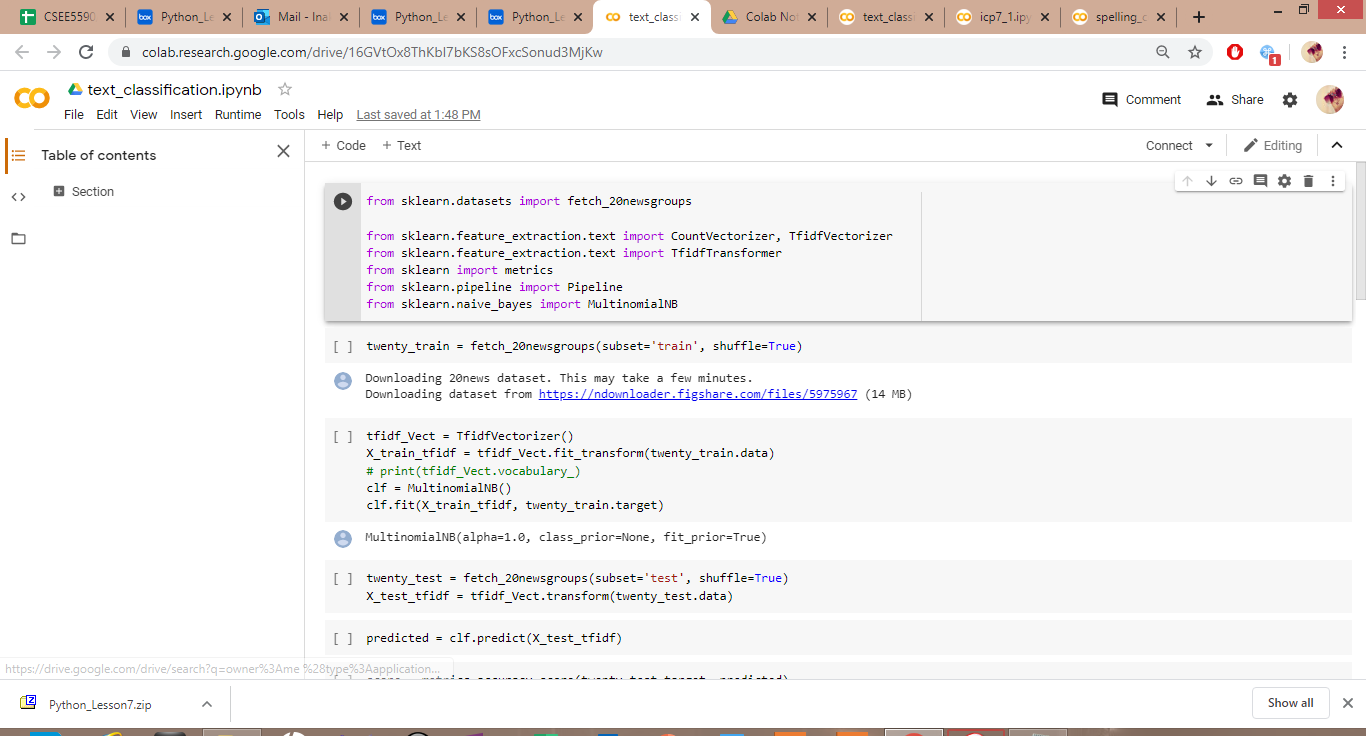 CSEE5590
Python_Le
Mail - Ina
Python_Le
Python_Le
text_classi
Colab Not
text_classi
icp7_1.ipy
spelling_c
colab.research.google.com/drive/16GVtOx8ThKbI7bKS8sOFxcSonud3MjKw
1
text_classification.ipynb
File Edit View Insert Runtime Tools Help Last saved at 1:48 PM
Comment Share
Table of contents
Section
+ Code + Text
Connect Editing
from sklearn.datasets import fetch_20newsgroups
from sklearn.feature_extraction.text import CountVectorizer, TfidfVectorizer
from sklearn.feature_extraction.text import TfidfTransformer
from sklearn import metrics
from sklearn.pipeline import Pipeline
from sklearn.naive_bayes import MultinomialNB
[ ] twenty_train = fetch_20newsgroups(subset='train', shuffle=True)
Downloading 20news dataset. This may take a few minutes.
Downloading dataset from https://ndownloader.figshare.com/files/5975967 (14 MB)
[ ] tfidf_Vect = TfidfVectorizer()
X_train_tfidf = tfidf_Vect.fit_transform(twenty_train.data)
# print(tfidf_Vect.vocabulary_)
clf = MultinomialNB()
clf.fit(X_train_tfidf, twenty_train.target)
MultinomialNB(alpha=1.0, class_prior=None, fit_prior=True)
[ ] twenty_test = fetch_20newsgroups(subset='test', shuffle=True)
X_test_tfidf = tfidf_Vect.transform(twenty_test.data)
[ ] predicted = clf.predict(X_test_tfidf)
https://drive.google.com/drive/search?q=owner%3Ame %28type%3Aapplication...
Python_Lesson7.zip
Show all